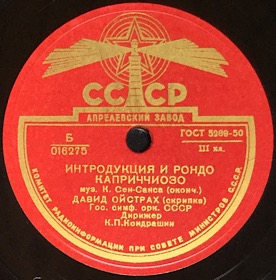 СССР
АПРЕЛЕВСКИЙ ЗАВОД
Б
016275
ГОСТ 5289-50
III кл.
ИНТРОДУКЦИЯ И РОНДО
КАПРИЧЧИОЗО
муз. К. Сен-Санса (оконч.)
ДАВИД ОЙСТРАХ (скрипка)
Гос. симф. орк. СССР
Дирижер
К.П.Кондрашин
КОМИТЕТ РАДИОИНФОРМАЦИИ ПРИ СОВЕТЕ МИНИСТРОВ С.С.С.Р.